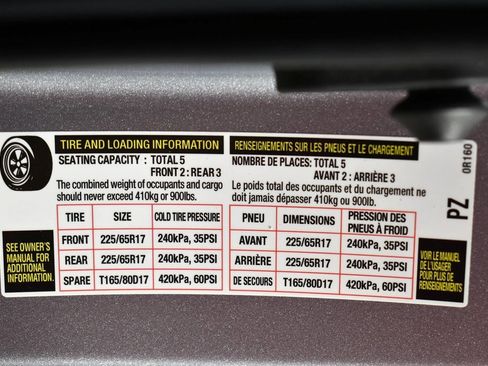 TIRE AND LOADING INFORMATION
SEATING CAPACITY : TOTAL 5
FRONT 2 : REAR 3
The combined weight of occupants and cargo
should never exceed 410kg or 900lbs.
TIRE SIZE COLD TIRE PRESSURE
FRONT 225/65R17 240kPa, 35PSI
REAR 225/65R17 240kPa, 35PSI
SPARE T165/80D17 420kPa, 60PSI
SEE OWNER'S
MANUAL FOR
ADDITIONAL
INFORMATION.
RENSEIGNEMENTS SUR LES PNEUS ET LE CHARGEMENT
NOMBRE DE PLACES: TOTAL 5
AVANT 2 : ARRIÈRE 3
Le poids total des occupants et du chargement ne
doit jamais dépasser 410kg or 900lb.
PNEU DIMENSIONS PRESSION DES
PNEUS À FROID
AVANT 225/65R17 240kPa, 35PSI
ARRIÈRE 225/65R17 240kPa, 35PSI
DE SECOURS T165/80D17 420kPa, 60PSI
VOIR LE MANUEL
DE L'USAGER
POUR PLUS DE
RENSEIGNEMENTS
0R160
PZ